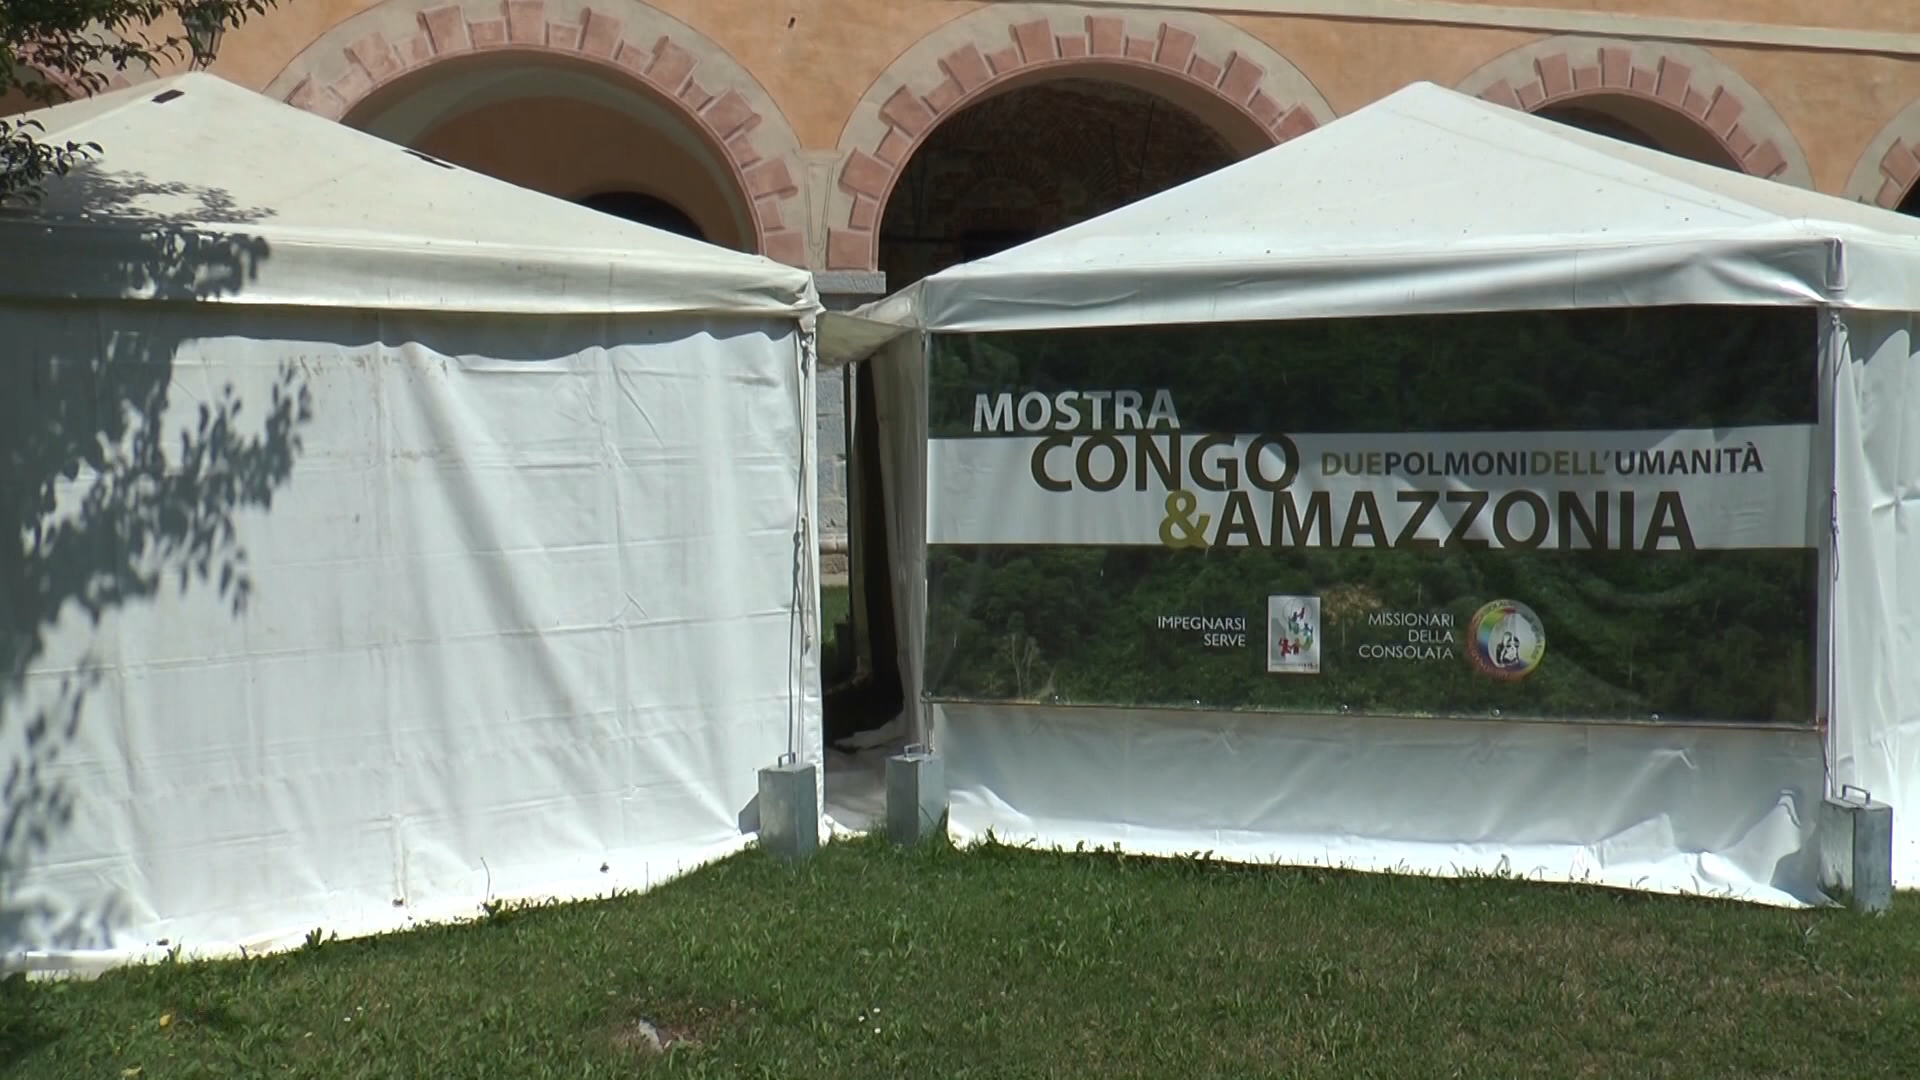 MOSTRA
CONGO DUEPOLMONIDELL'UMANITÀ
&AMAZZONIA
IMPEGNARSI
SERVE
MISSIONARI
DELLA
CONSOLATA